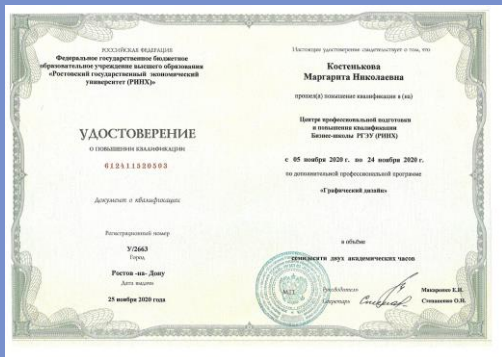 РОССИЙСКАЯ ФЕДЕРАЦИЯ
Федеральное государственное бюджетное
образовательное учреждение высшего образования
«Ростовский государственный экономический
университет (РИНХ)»
УДОСТОВЕРЕНИЕ
О ПОВЫШЕНИИ КВАЛИФИКАЦИИ
612411520503
Документ о квалификации
Регистрационный номер
У/2663
Город
Ростов -на- Дону
Дата выдачи
25 ноября 2020 года
Настоящее удостоверение свидетельствует о том, что
Костенькова
Маргарита Николаевна
прошел(а) повышение квалификации в (на)
Центре профессиональной подготовки
и повышения квалификации
Бизнес-школы РГЭУ (РИНХ)
с 05 ноября 2020 г. по 24 ноября 2020 г.
по дополнительной профессиональной программе
«Графический дизайн»
в объёме
семидесяти двух академических часов
М.П.
Руководитель Макаренко Е.Н.
Секретарь Стешенко О.Н.